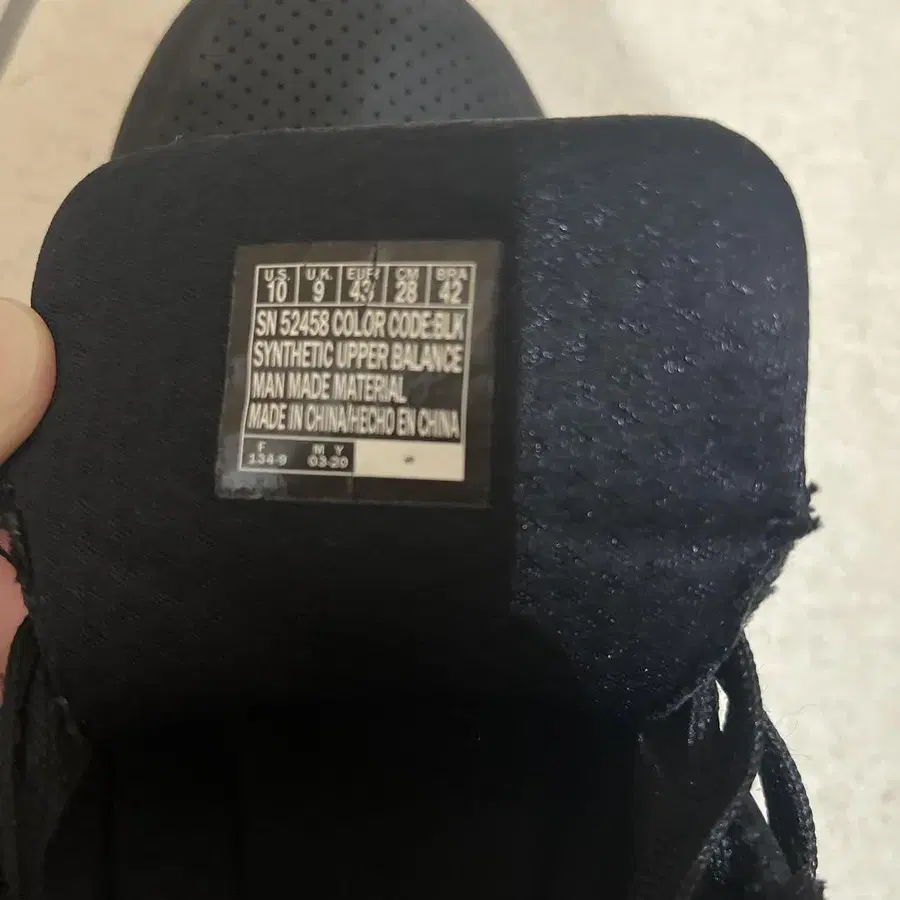 U.S. U.K. EUR CM BRA
10 9 43 28 42
SN 52458 COLOR CODE:BLK
SYNTHETIC UPPER BALANCE
MAN MADE MATERIAL
MADE IN CHINA/HECHO EN CHINA
F M Y
134-9 03-20